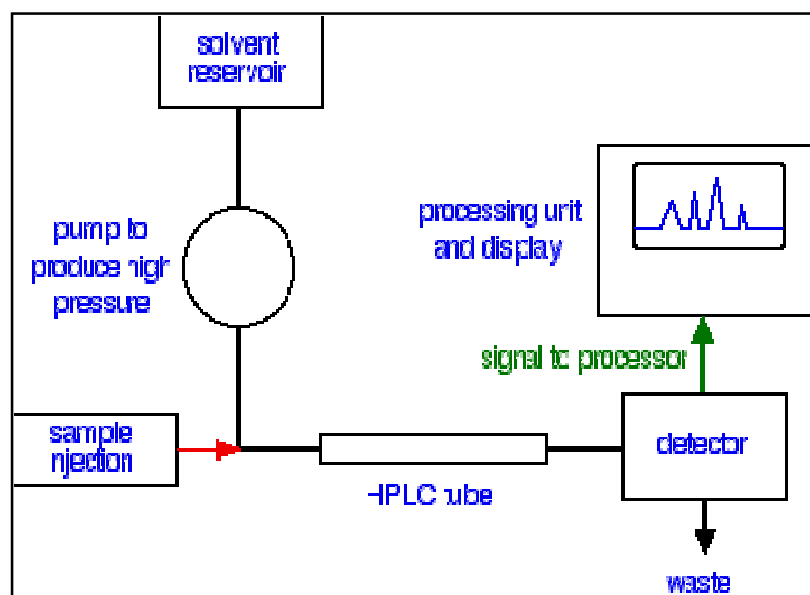 solvent
reservoir
pump to
produce high
pressure
processing unit
and display
signal to processor
sample
injection
detector
HPLC tube
waste